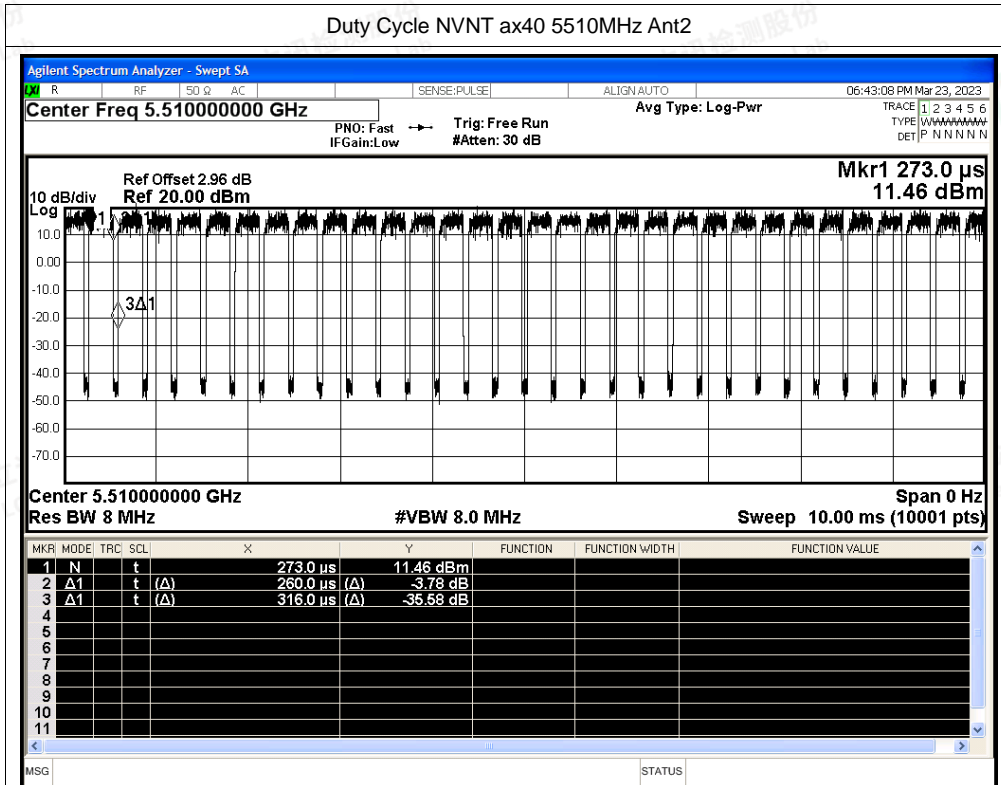 Duty Cycle NVNT ax40 5510MHz Ant2
Agilent Spectrum Analyzer - Swept SA
LXI R RF 50 Ω AC SENSE:PULSE ALIGN AUTO 06:43:08 PM Mar 23, 2023
Center Freq 5.510000000 GHz Avg Type: Log-Pwr TRACE 1 2 3 4 5 6
PNO: Fast Trig: Free Run TYPE
IFGain:Low #Atten: 30 dB DET P N N N N N
Mkr1 273.0 µs
Ref Offset 2.96 dB
10 dB/div Ref 20.00 dBm 11.46 dBm
Log
1
10.0
0.00
-10.0
3Δ1
-20.0
-30.0
-40.0
-50.0
-60.0
-70.0
Center 5.510000000 GHz Span 0 Hz
Res BW 8 MHz #VBW 8.0 MHz Sweep 10.00 ms (10001 pts)
MKR MODE TRC SCL X Y FUNCTION FUNCTION WIDTH FUNCTION VALUE
1 N t 273.0 µs 11.46 dBm
2 Δ1 t (Δ) 260.0 µs (Δ) -3.78 dB
3 Δ1 t (Δ) 316.0 µs (Δ) -35.58 dB
4
5
6
7
8
9
10
11
MSG STATUS